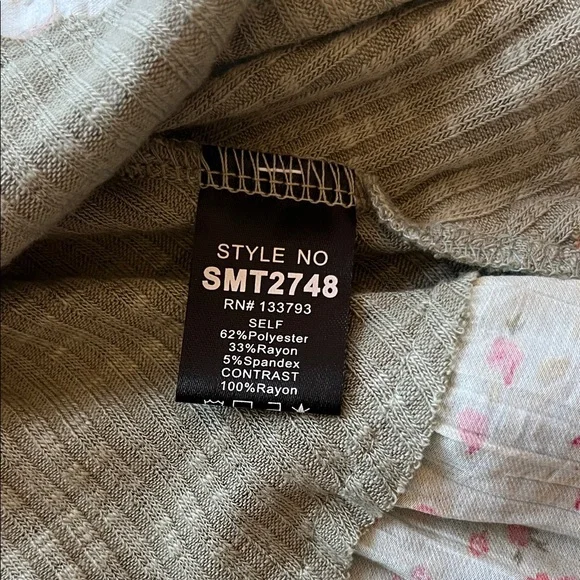 STYLE NO
SMT2748
RN# 133793
SELF
62%Polyester
33%Rayon
5%Spandex
CONTRAST
100%Rayon